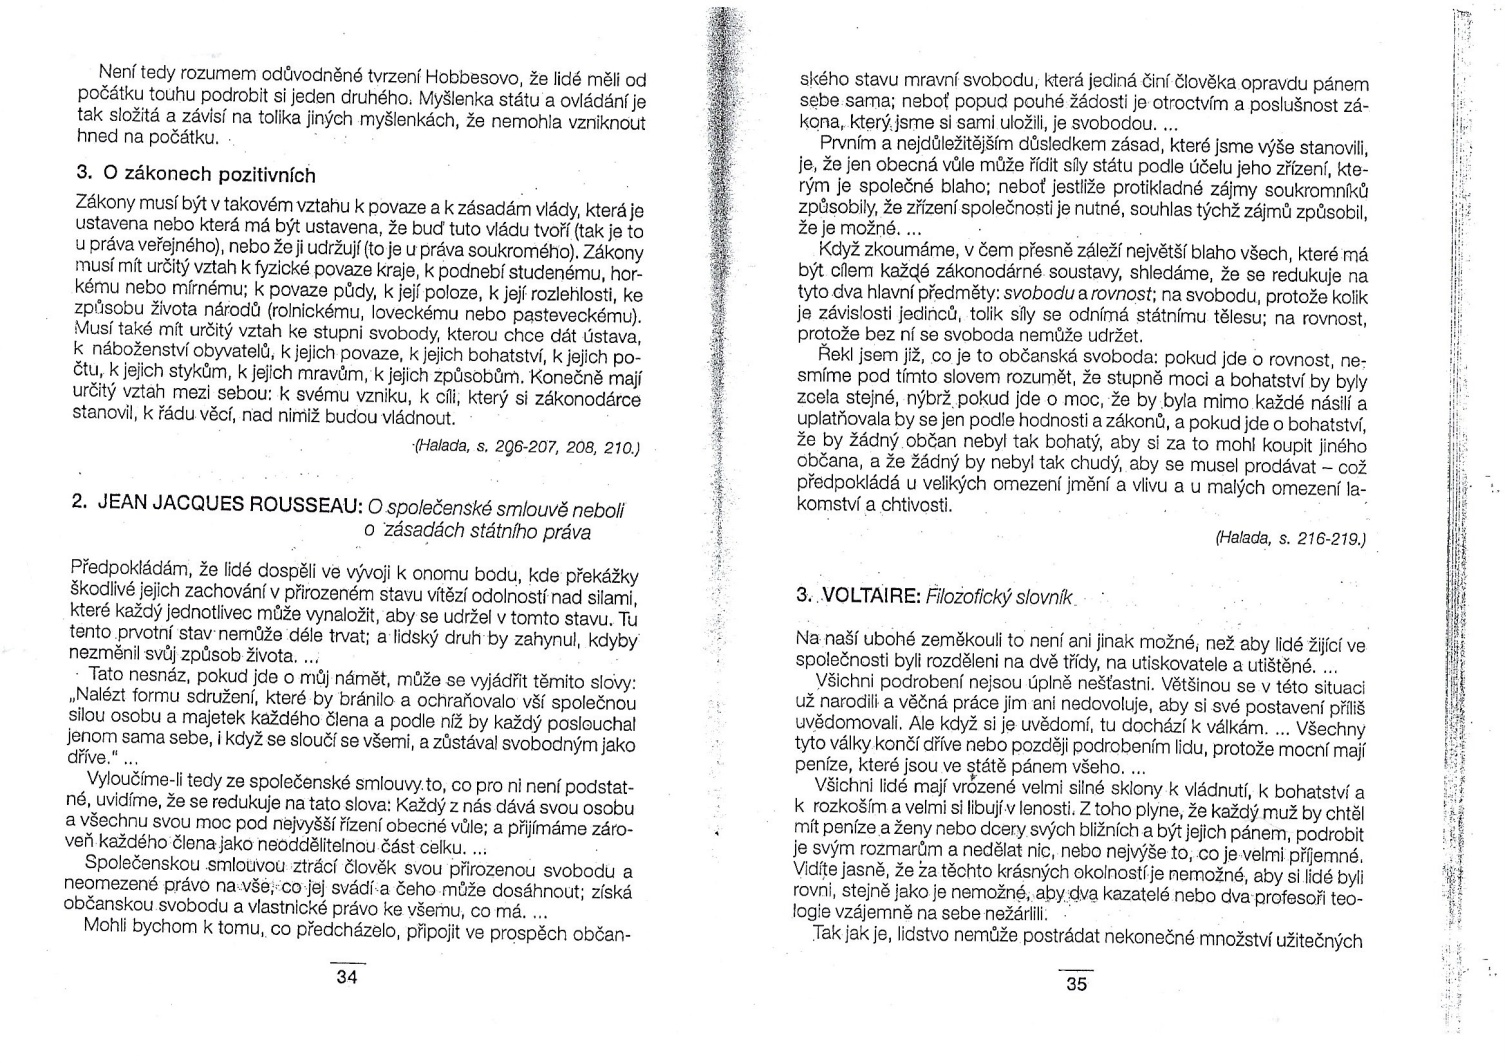 Není tedy rozumem odůvodněné tvrzení Hobbesovo, že lidé měli od
počátku touhu podrobit si jeden druhého. Myšlenka státu a ovládání je
tak složitá a závisí na tolika jiných myšlenkách, že nemohla vzniknout
hned na počátku.
3. O zákonech pozitivních
Zákony musí být v takovém vztahu k povaze a k zásadám vlády, která je
ustavena nebo která má být ustavena, že buď tuto vládu tvoří (tak je to
u práva veřejného), nebo že ji udržují (to je u práva soukromého). Zákony
musí mít určitý vztah k fyzické povaze kraje, k podnebí studenému, hor-
kému nebo mírnému; k povaze půdy, k její poloze, k její rozlehlosti, ke
způsobu života národů (rolnickému, loveckému nebo pasteveckému).
Musí také mít určitý vztah ke stupni svobody, kterou chce dát ústava,
k náboženství obyvatelů, k jejich povaze, k jejich bohatství, k jejich po-
čtu, k jejich stykům, k jejich mravům, k jejich způsobům. Konečně mají
určitý vztah mezi sebou: k svému vzniku, k cíli, který si zákonodárce
stanovil, k řádu věcí, nad nimiž budou vládnout.
(Halada, s. 206-207, 208, 210.)
2. JEAN JACQUES ROUSSEAU: O společenské smlouvě neboli
o zásadách státního práva
Předpokládám, že lidé dospěli ve vývoji k onomu bodu, kde překážky
škodlivé jejich zachování v přirozeném stavu vítězí odolností nad silami,
které každý jednotlivec může vynaložit, aby se udržel v tomto stavu. Tu
tento prvotní stav nemůže déle trvat; a lidský druh by zahynul, kdyby
nezměnil svůj způsob života. ...
Tato nesnáz, pokud jde o můj námět, může se vyjádřit těmito slovy:
„Nalézt formu sdružení, které by bránilo a ochraňovalo vší společnou
silou osobu a majetek každého člena a podle níž by každý poslouchal
jenom sama sebe, i když se sloučí se všemi, a zůstával svobodným jako
dříve." ...
Vyloučíme-li tedy ze společenské smlouvy to, co pro ni není podstat-
né, uvidíme, že se redukuje na tato slova: Každý z nás dává svou osobu
a všechnu svou moc pod nejvyšší řízení obecné vůle; a přijímáme záro-
veň každého člena jako neoddělitelnou část celku. ...
Společenskou smlouvou ztrácí člověk svou přirozenou svobodu a
neomezené právo na vše, co jej svádí a čeho může dosáhnout; získá
občanskou svobodu a vlastnické právo ke všemu, co má. ...
Mohli bychom k tomu, co předcházelo, připojit ve prospěch občan-
34
ského stavu mravní svobodu, která jediná činí člověka opravdu pánem
sebe sama; neboť popud pouhé žádosti je otroctvím a poslušnost zá-
kona, který jsme si sami uložili, je svobodou. ...
Prvním a nejdůležitějším důsledkem zásad, které jsme výše stanovili,
je, že jen obecná vůle může řídit síly státu podle účelu jeho zřízení, kte-
rým je společné blaho; neboť jestliže protikladné zájmy soukromníků
způsobily, že zřízení společnosti je nutné, souhlas týchž zájmů způsobil,
že je možné. ...
Když zkoumáme, v čem přesně záleží největší blaho všech, které má
být cílem každé zákonodárné soustavy, shledáme, že se redukuje na
tyto dva hlavní předměty: svobodu a rovnost; na svobodu, protože kolik
je závislosti jedinců, tolik síly se odnímá státnímu tělesu; na rovnost,
protože bez ní se svoboda nemůže udržet.
Řekl jsem již, co je to občanská svoboda: pokud jde o rovnost, ne-
smíme pod tímto slovem rozumět, že stupně moci a bohatství by byly
zcela stejné, nýbrž pokud jde o moc, že by byla mimo každé násilí a
uplatňovala by se jen podle hodnosti a zákonů, a pokud jde o bohatství,
že by žádný občan nebyl tak bohatý, aby si za to mohl koupit jiného
občana, a že žádný by nebyl tak chudý, aby se musel prodávat – což
předpokládá u velikých omezení jmění a vlivu a u malých omezení la-
komství a chtivosti.
(Halada, s. 216-219.)
3. VOLTAIRE: Filozofický slovník
Na naší ubohé zeměkouli to není ani jinak možné, než aby lidé žijící ve
společnosti byli rozděleni na dvě třídy, na utiskovatele a utištěné. ...
Všichni podrobení nejsou úplně nešťastni. Většinou se v této situaci
už narodili a věčná práce jim ani nedovoluje, aby si své postavení příliš
uvědomovali. Ale když si je uvědomí, tu dochází k válkám. ... Všechny
tyto války končí dříve nebo později podrobením lidu, protože mocní mají
peníze, které jsou ve státě pánem všeho. ...
Všichni lidé mají vrozené velmi silné sklony k vládnutí, k bohatství a
k rozkoším a velmi si libují v lenosti. Z toho plyne, že každý muž by chtěl
mít peníze a ženy nebo dcery svých bližních a být jejich pánem, podrobit
je svým rozmarům a nedělat nic, nebo nejvýše to, co je velmi příjemné.
Vidíte jasně, že za těchto krásných okolností je nemožné, aby si lidé byli
rovni, stejně jako je nemožné, aby dva kazatelé nebo dva profesoři teo-
logie vzájemně na sebe nežárlili.
Tak jak je, lidstvo nemůže postrádat nekonečné množství užitečných
35